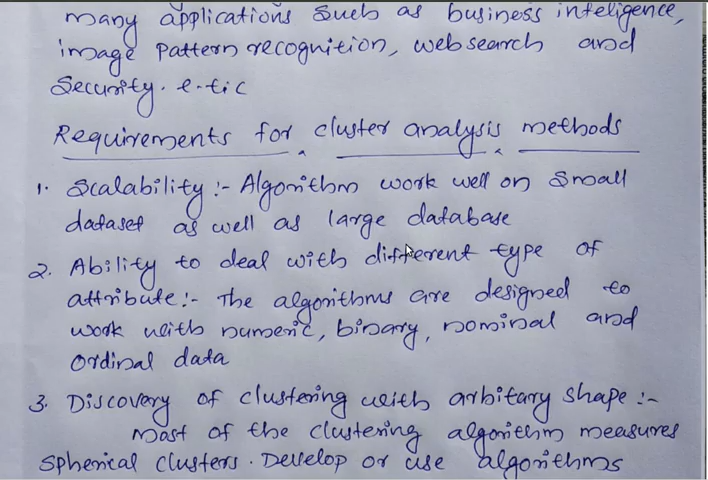 many applications such as business inteligence,
image pattern recognition, web search and
Security. e-tic
Requirements for cluster analysis methods
1. Scalability :- Algorithm work well on small
dataset as well as large database
2. Ability to deal with different type of
attribute :- The algorithms are designed to
work with numeric, binary, nominal and
ordinal data
3. Discovery of clustering with arbitary shape :-
Most of the clustering algorithm measures
spherical clusters. Develop or use algorithms